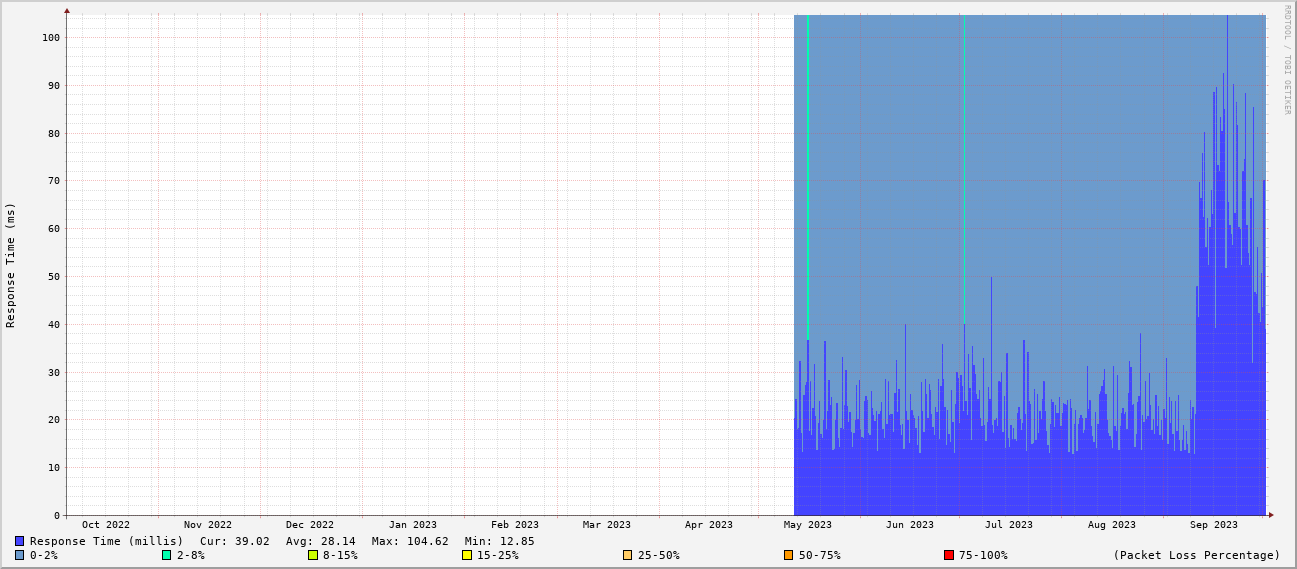 RRDTOOL / TOBI OETIKER
Response Time (ms)
100
90
80
70
60
50
40
30
20
10
0
Oct 2022 Nov 2022 Dec 2022 Jan 2023 Feb 2023 Mar 2023 Apr 2023 May 2023 Jun 2023 Jul 2023 Aug 2023 Sep 2023
Response Time (millis) Cur: 39.02 Avg: 28.14 Max: 104.62 Min: 12.85
0-2% 2-8% 8-15% 15-25% 25-50% 50-75% 75-100% (Packet Loss Percentage)